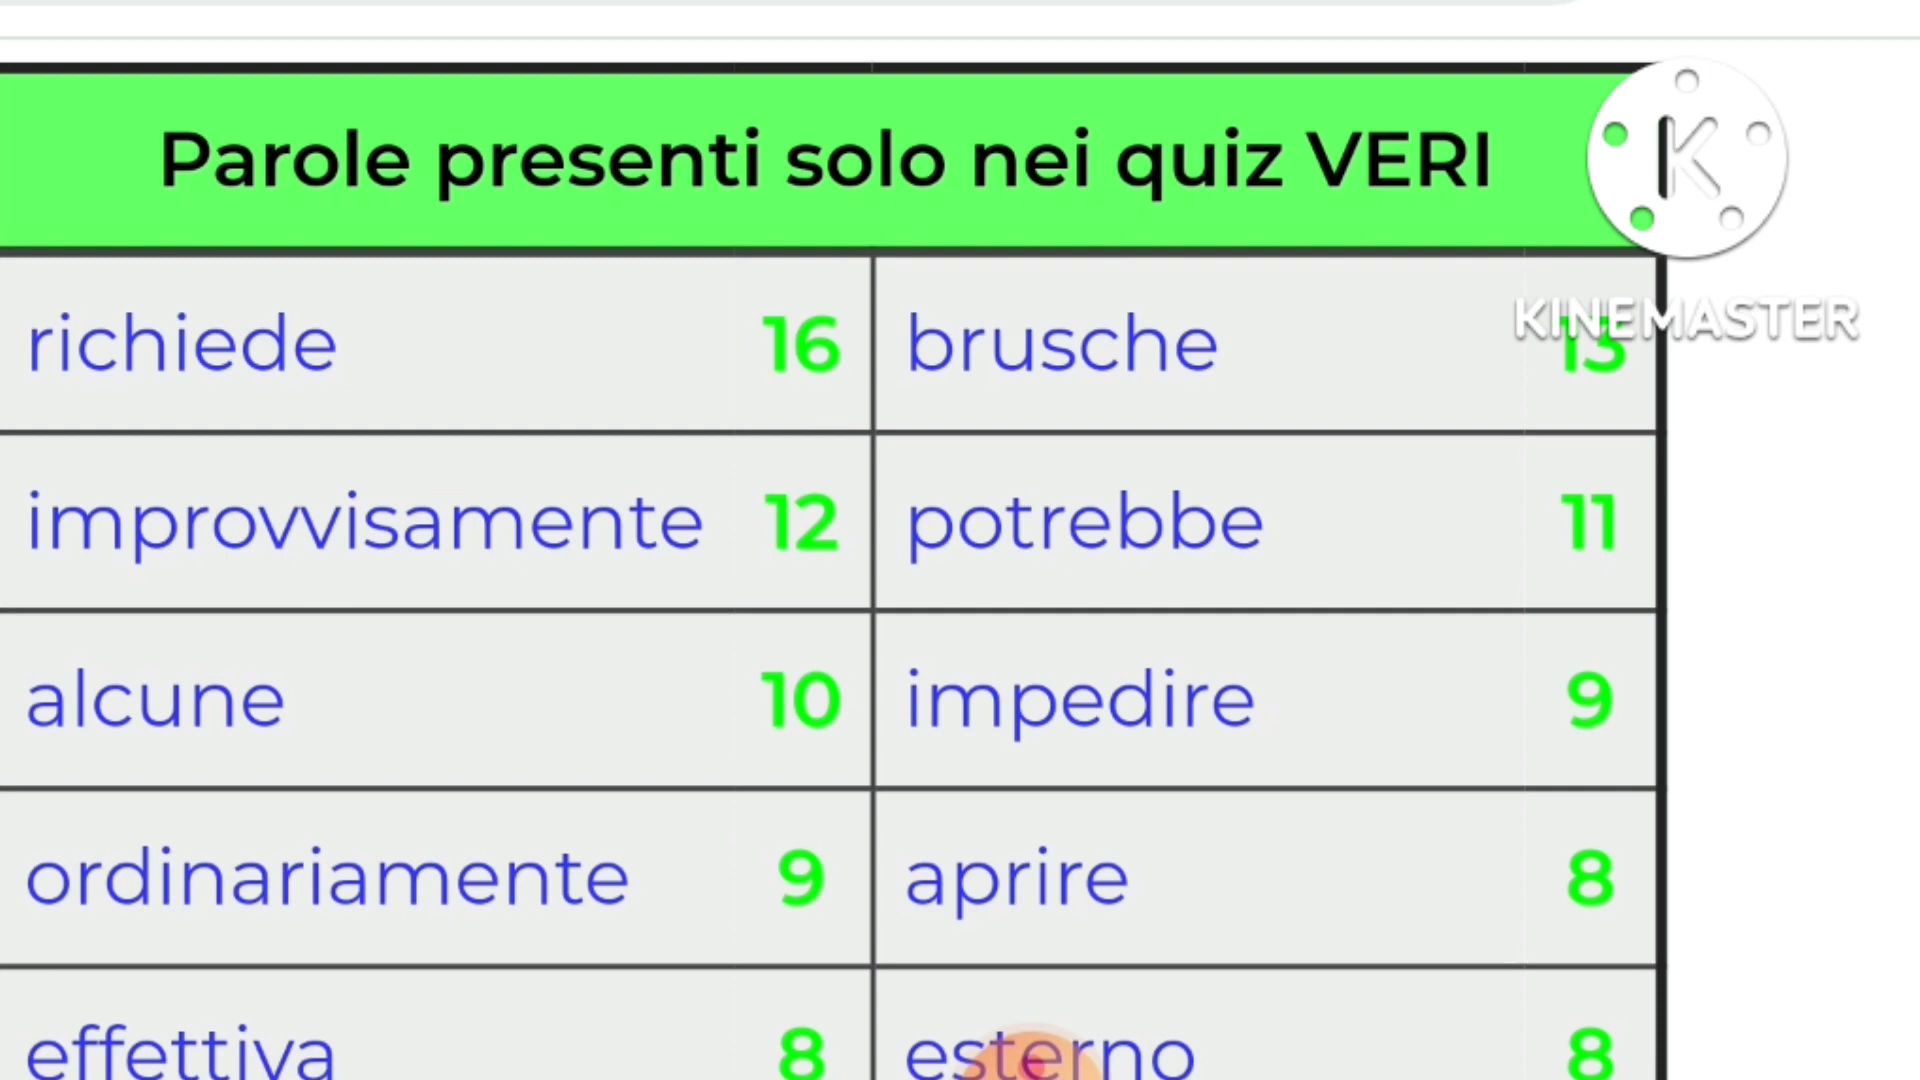 Parole presenti solo nei quiz VERI
K
KINEMASTER
richiede 16 brusche 13
improvvisamente 12 potrebbe 11
alcune 10 impedire 9
ordinariamente 9 aprire 8
effettiva 8 esterno 8